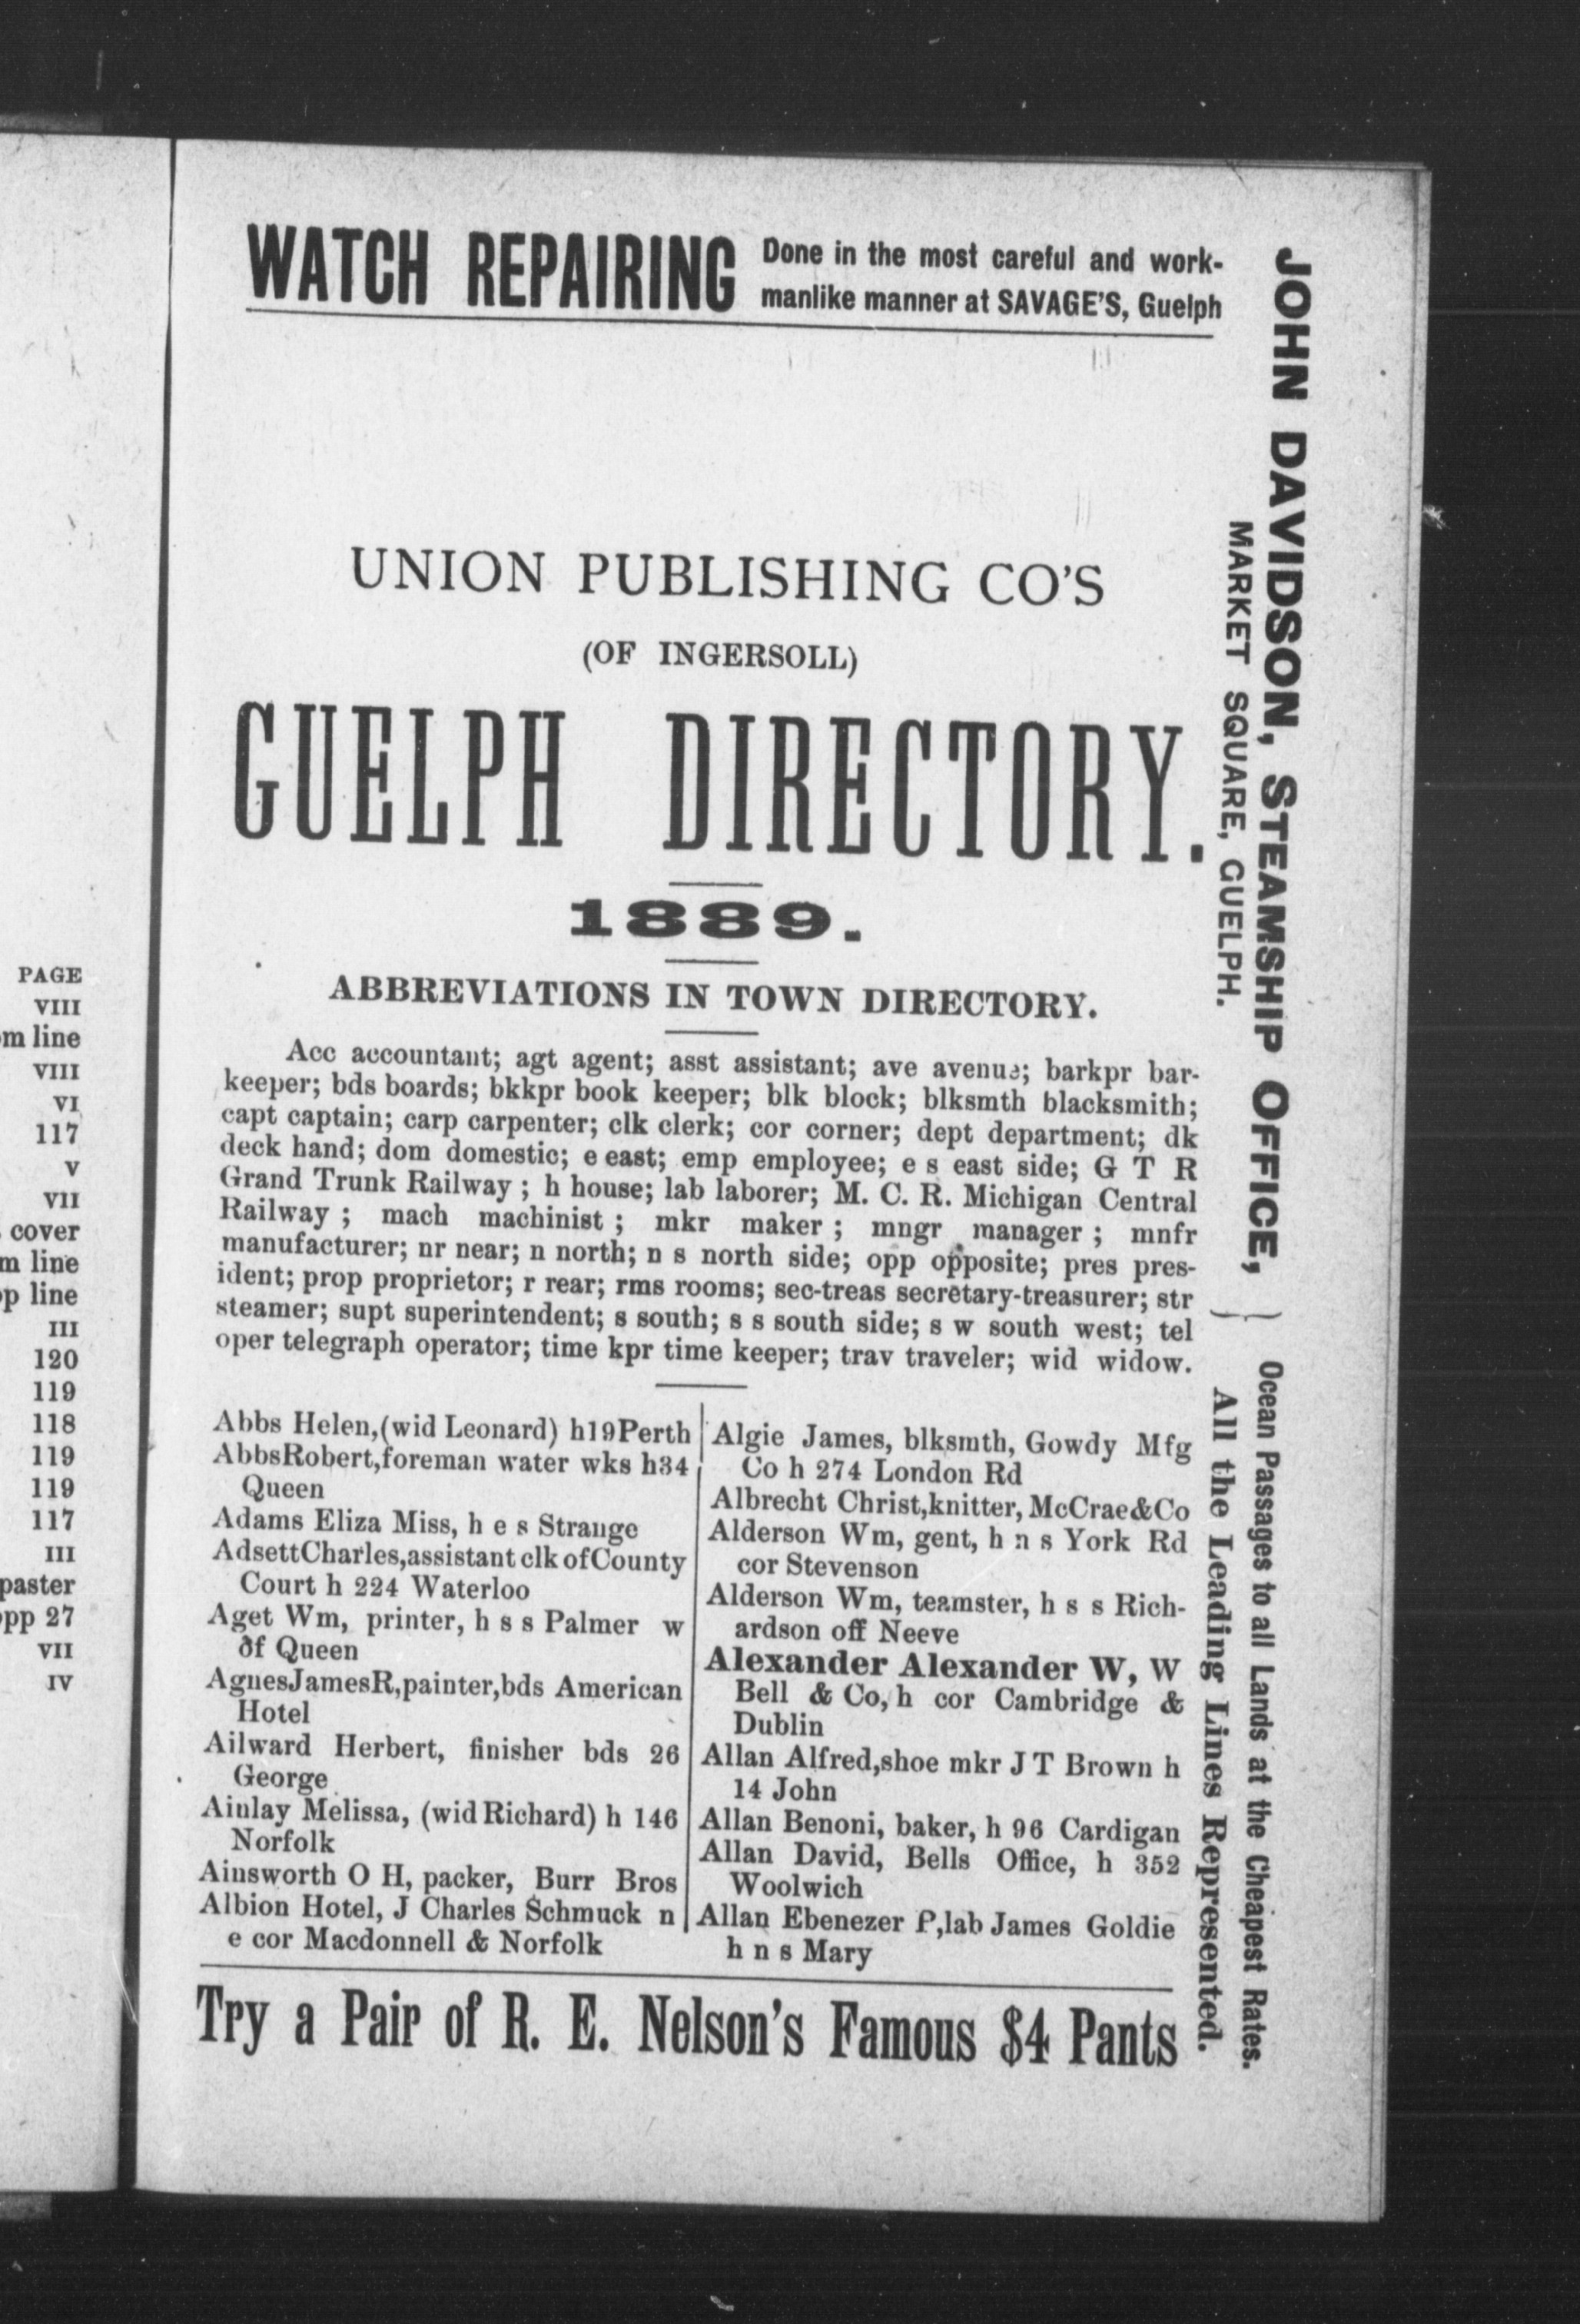 PAGE
VIII
m line
VIII
VI
117
V
VII
cover
m line
p line
III
120
119
118
119
119
117
III
paster
opp 27
VII
IV
WATCH REPAIRING Done in the most careful and work-
manlike manner at SAVAGE'S, Guelph
UNION PUBLISHING CO'S
(OF INGERSOLL)
GUELPH DIRECTORY.
1889.
ABBREVIATIONS IN TOWN DIRECTORY.
Acc accountant; agt agent; asst assistant; ave avenue; barkpr bar-
keeper; bds boards; bkkpr book keeper; blk block; blksmth blacksmith;
capt captain; carp carpenter; clk clerk; cor corner; dept department; dk
deck hand; dom domestic; e east; emp employee; e s east side; G T R
Grand Trunk Railway ; h house; lab laborer; M. C. R. Michigan Central
Railway ; mach machinist ; mkr maker ; mngr manager ; mnfr
manufacturer; nr near; n north; n s north side; opp opposite; pres pres-
ident; prop proprietor; r rear; rms rooms; sec-treas secretary-treasurer; str
steamer; supt superintendent; s south; s s south side; s w south west; tel
oper telegraph operator; time kpr time keeper; trav traveler; wid widow.
Abbs Helen,(wid Leonard) h19Perth
AbbsRobert,foreman water wks h34
Queen
Adams Eliza Miss, h e s Strange
AdsettCharles,assistant clk ofCounty
Court h 224 Waterloo
Aget Wm, printer, h s s Palmer w
of Queen
AgnesJamesR,painter,bds American
Hotel
Ailward Herbert, finisher bds 26
George
Ainlay Melissa, (wid Richard) h 146
Norfolk
Ainsworth O H, packer, Burr Bros
Albion Hotel, J Charles Schmuck n
e cor Macdonnell & Norfolk
Algie James, blksmth, Gowdy Mfg
Co h 274 London Rd
Albrecht Christ,knitter, McCrae&Co
Alderson Wm, gent, h n s York Rd
cor Stevenson
Alderson Wm, teamster, h s s Rich-
ardson off Neeve
Alexander Alexander W, W
Bell & Co, h cor Cambridge &
Dublin
Allan Alfred,shoe mkr J T Brown h
14 John
Allan Benoni, baker, h 96 Cardigan
Allan David, Bells Office, h 352
Woolwich
Allan Ebenezer P,lab James Goldie
h n s Mary
Try a Pair of R. E. Nelson's Famous $4 Pants
JOHN DAVIDSON, STEAMSHIP OFFICE,
MARKET SQUARE, GUELPH.
Ocean Passages to all Lands at the Cheapest Rates.
All the Leading Lines Represented.